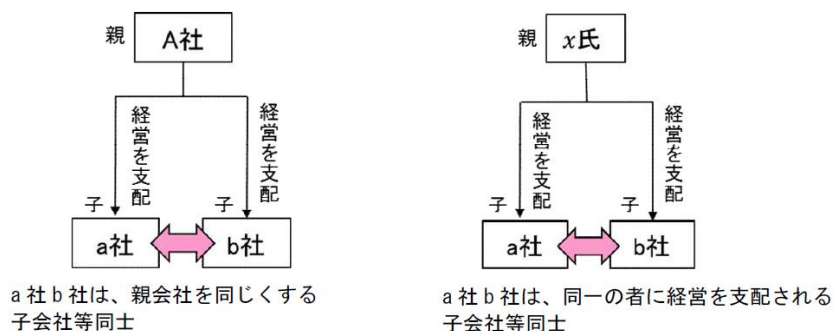 親
A社
経営を支配
経営を支配
子
子
a社
b社
a社b社は、親会社を同じくする
子会社等同士
親
x氏
経営を支配
経営を支配
子
子
a社
b社
a社b社は、同一の者に経営を支配される
子会社等同士